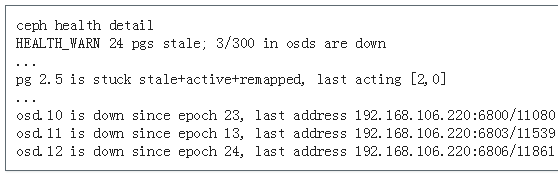 ceph health detail
HEALTH_WARN 24 pgs stale; 3/300 in osds are down
...
pg 2.5 is stuck stale+active+remapped, last acting [2,0]
...
osd.10 is down since epoch 23, last address 192.168.106.220:6800/11080
osd.11 is down since epoch 13, last address 192.168.106.220:6803/11539
osd.12 is down since epoch 24, last address 192.168.106.220:6806/11861